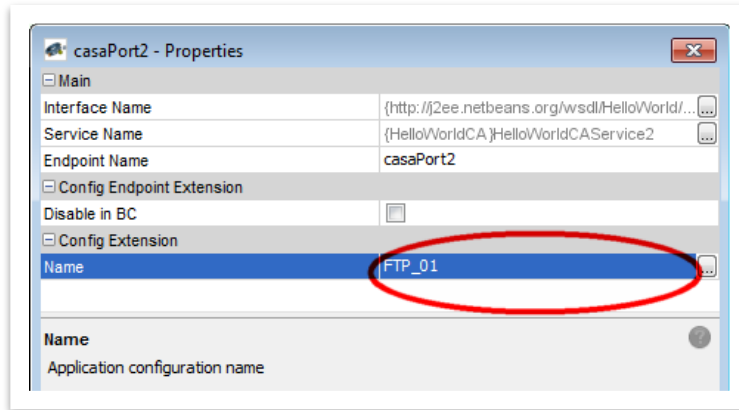 casaPort2 - Properties
Main
Interface Name {http://j2ee.netbeans.org/wsdl/HelloWorld/... ...
Service Name {HelloWorldCA}HelloWorldCAService2 ...
Endpoint Name casaPort2
Config Endpoint Extension
Disable in BC
Config Extension
Name FTP_01 ...
Name ?
Application configuration name